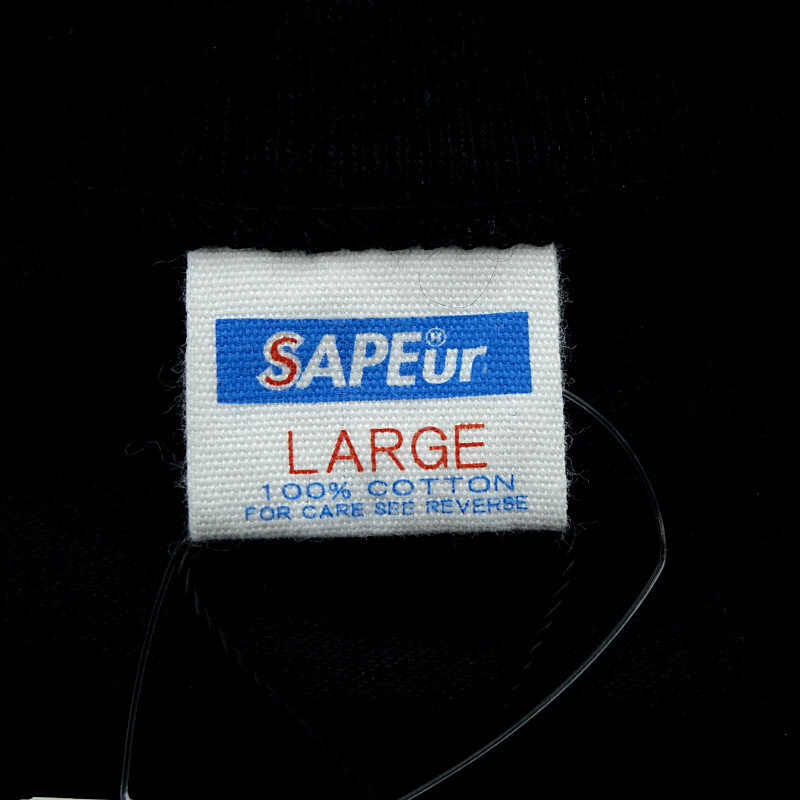 SAPEur®
LARGE
100% COTTON
FOR CARE SEE REVERSE